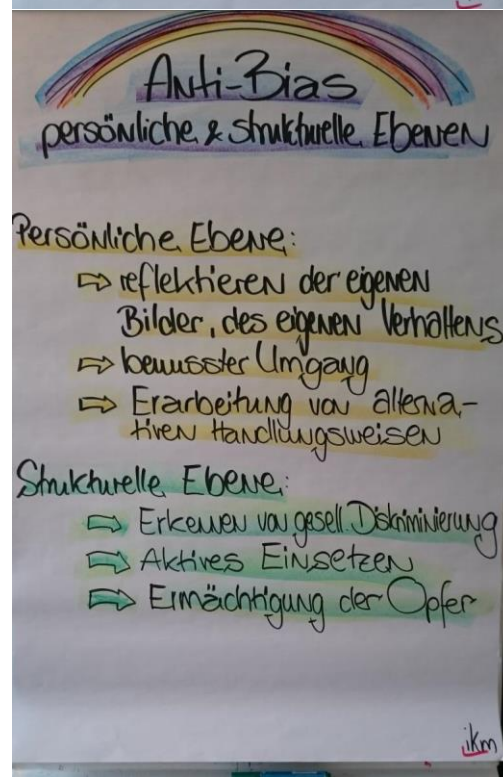 Anti-Bias
persönliche & strukturelle Ebenen
Persönliche Ebene:
⇨ reflektieren der eigenen
Bilder, des eigenen Verhaltens
⇨ bewusster Umgang
⇨ Erarbeitung von alterna-
tiven Handlungsweisen
Strukturelle Ebene:
⇨ Erkennen von gesell. Diskriminierung
⇨ Aktives Einsetzen
⇨ Ermächtigung der Opfer
ikm